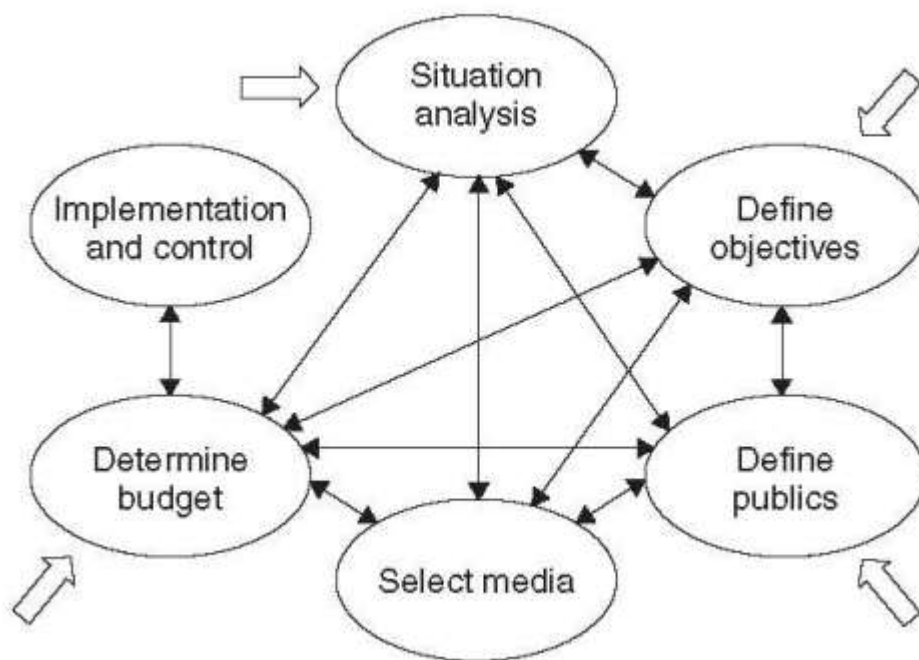 Situation
analysis
Implementation
and control
Define
objectives
Determine
budget
Define
publics
Select media